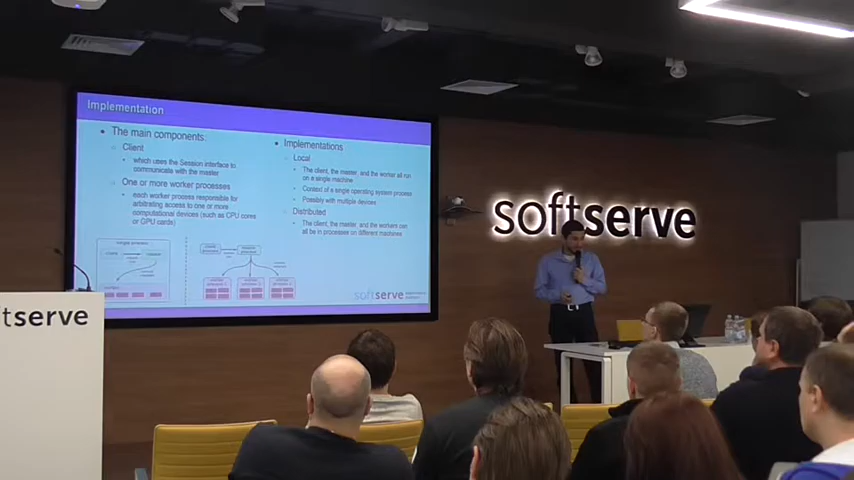 Implementation
The main components:
Client
which uses the Session interface to
communicate with the master
One or more worker processes
each worker process responsible for
arbitrating access to one or more
computational devices (such as CPU cores
or GPU cards)
Implementations
Local
The client, the master, and the worker all run
on a single machine
Context of a single operating system process
Possibly with multiple devices
Distributed
The client, the master, and the workers can
all be in processes on different machines
softserve
softserve
softserve